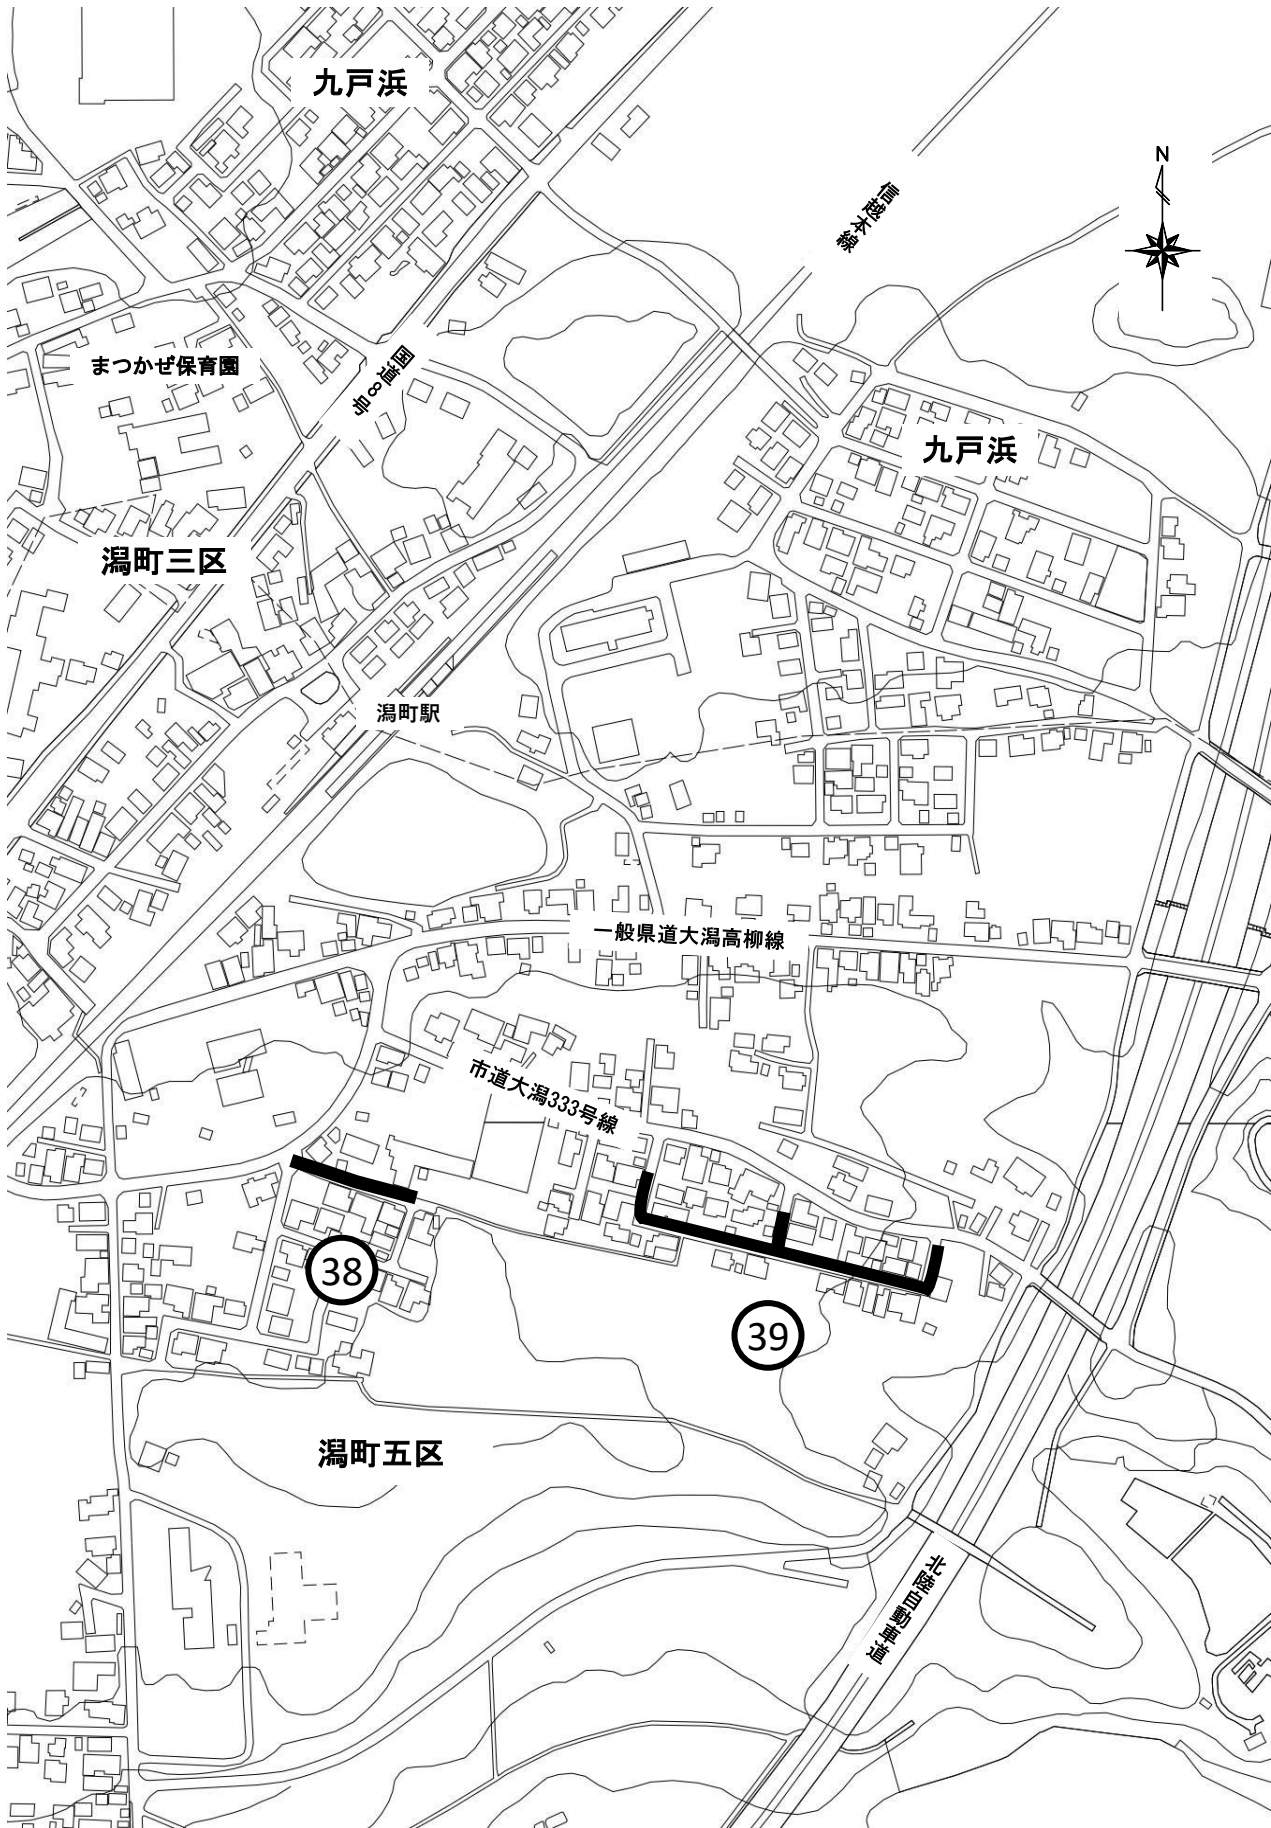 九戸浜
N
信越本線
国道8号
まつかぜ保育園
九戸浜
潟町三区
潟町駅
一般県道大潟高柳線
市道大潟333号線
38
39
潟町五区
北陸自動車道